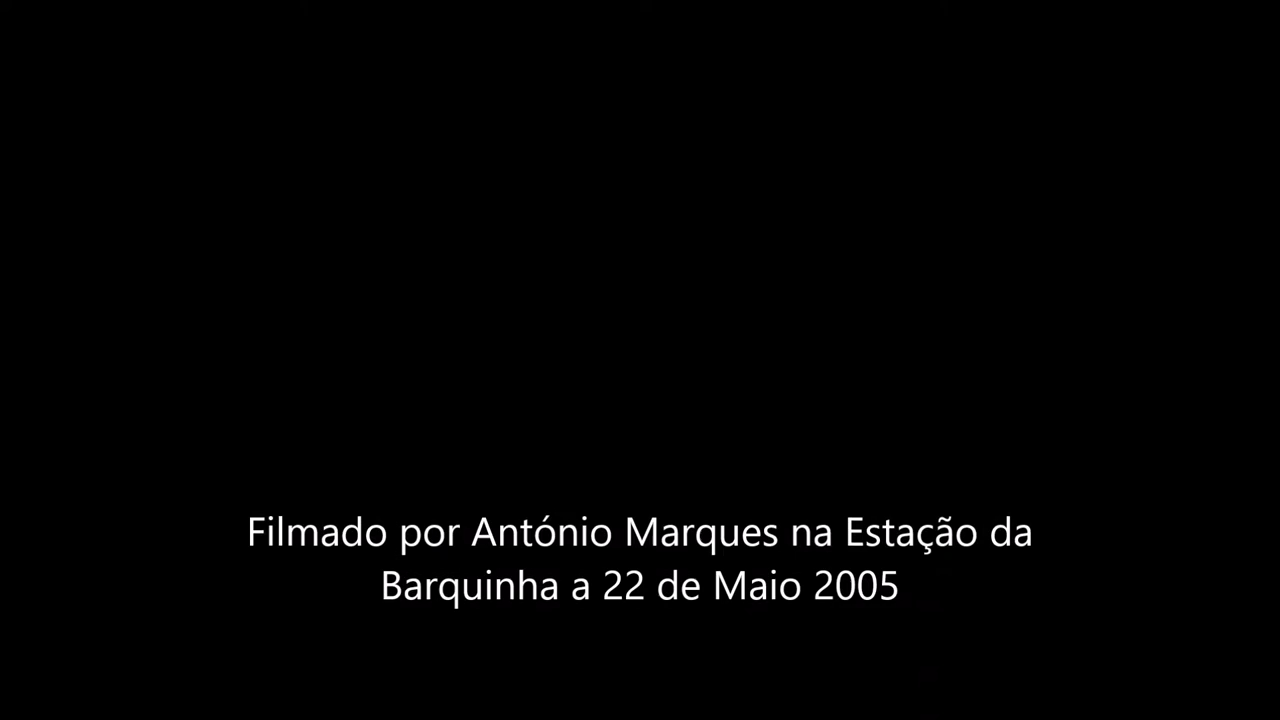 Filmado por António Marques na Estação da
Barquinha a 22 de Maio 2005